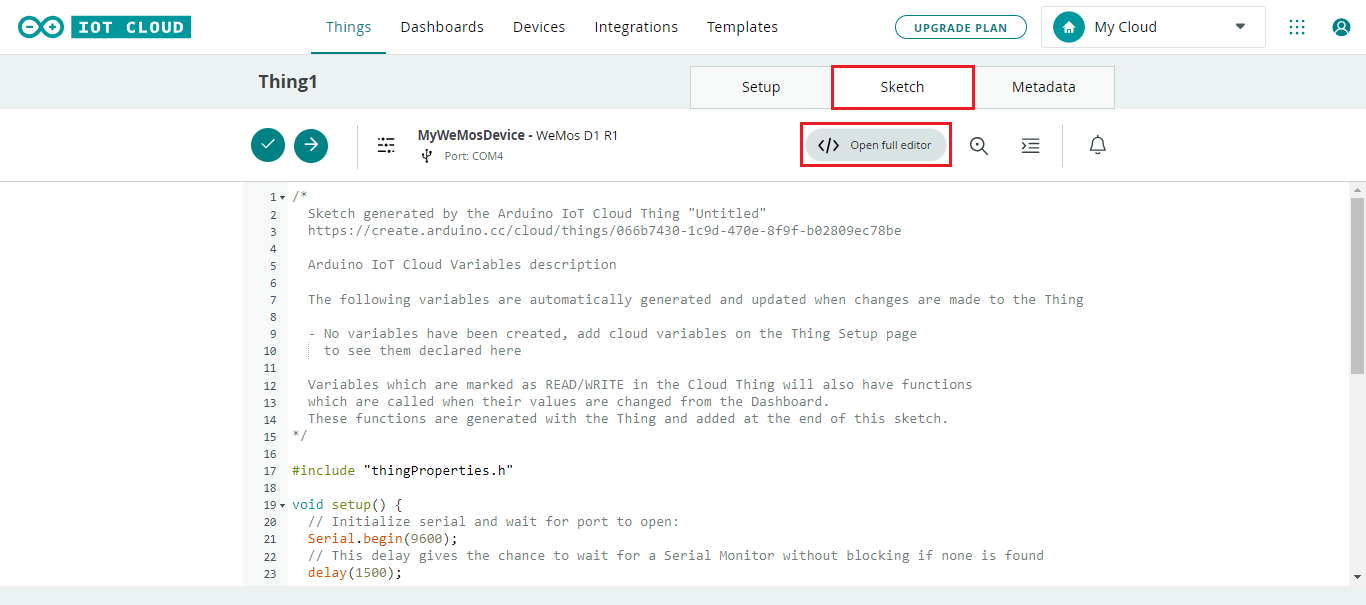 IOT CLOUD
Things Dashboards Devices Integrations Templates
UPGRADE PLAN
My Cloud
Thing1
Setup Sketch Metadata
MyWeMosDevice - WeMos D1 R1
Port: COM4
</> Open full editor
1 /*
2 Sketch generated by the Arduino IoT Cloud Thing "Untitled"
3 https://create.arduino.cc/cloud/things/066b7430-1c9d-470e-8f9f-b02809ec78be
4
5 Arduino IoT Cloud Variables description
6
7 The following variables are automatically generated and updated when changes are made to the Thing
8
9 - No variables have been created, add cloud variables on the Thing Setup page
10 to see them declared here
11
12 Variables which are marked as READ/WRITE in the Cloud Thing will also have functions
13 which are called when their values are changed from the Dashboard.
14 These functions are generated with the Thing and added at the end of this sketch.
15 */
16
17 #include "thingProperties.h"
18
19 void setup() {
20 // Initialize serial and wait for port to open:
21 Serial.begin(9600);
22 // This delay gives the chance to wait for a Serial Monitor without blocking if none is found
23 delay(1500);